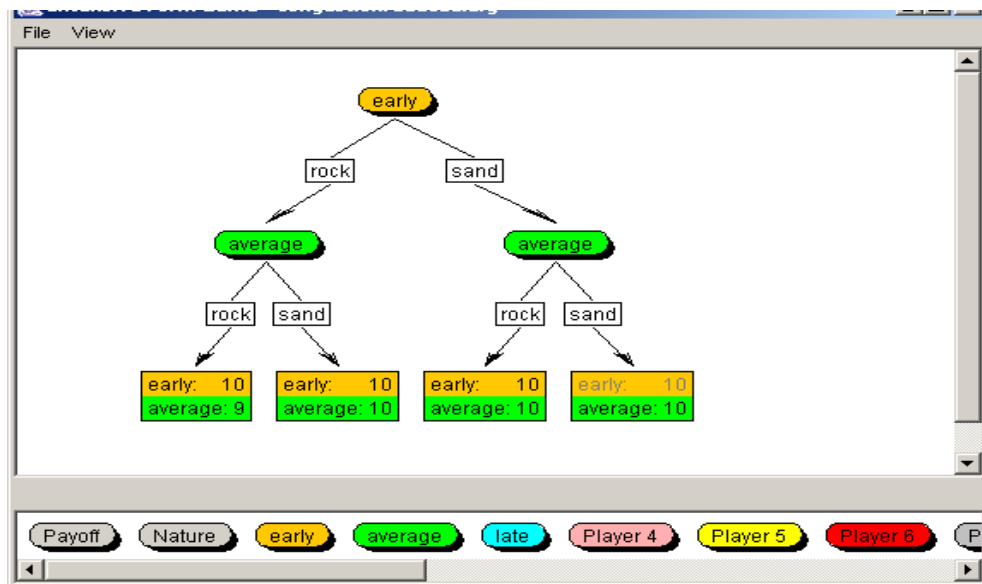 File View
early
rock sand
average average
rock sand rock sand
early: 10 early: 10 early: 10 early: 10
average: 9 average: 10 average: 10 average: 10
Payoff Nature early average late Player 4 Player 5 Player 6 P